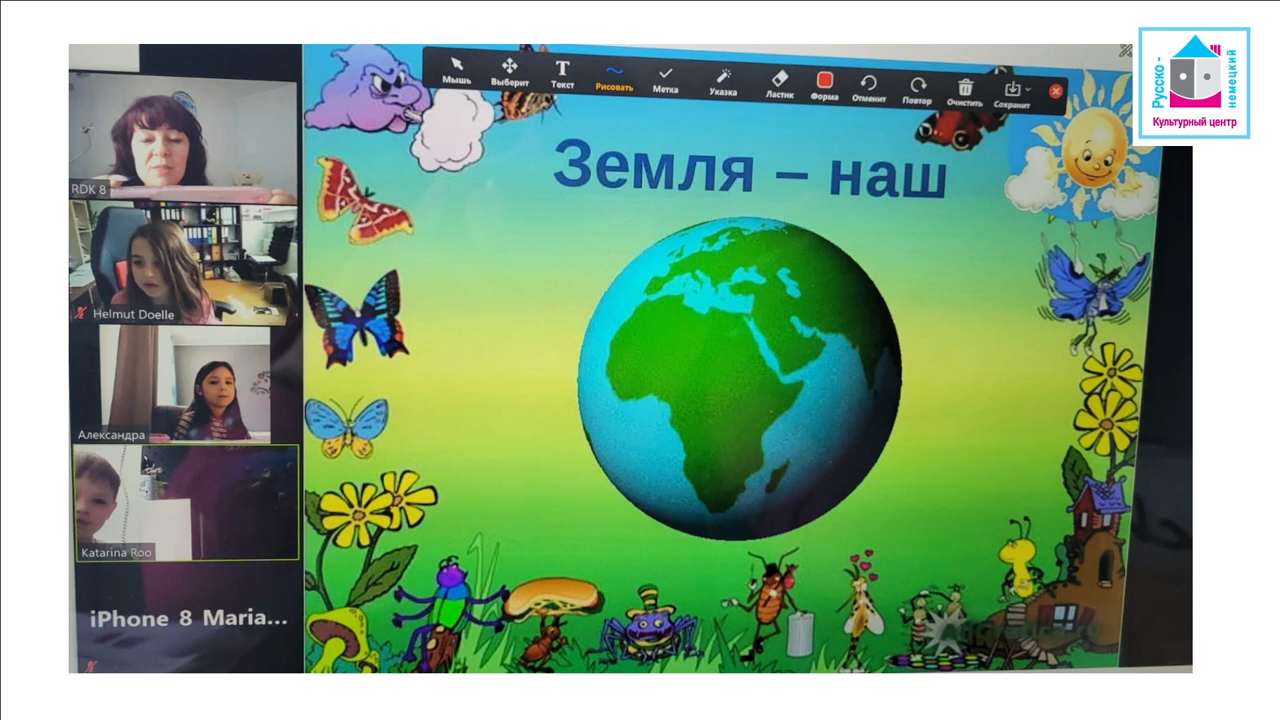 Мышь Выберит Текст Рисовать Метка Указка Ластик Форма Отменит Повтор Очистить Сохранит
Русско -
немецкий
Культурный центр
Земля – наш
RDK 8
Helmut Doelle
Александра
Katarina Roo
iPhone 8 Maria...